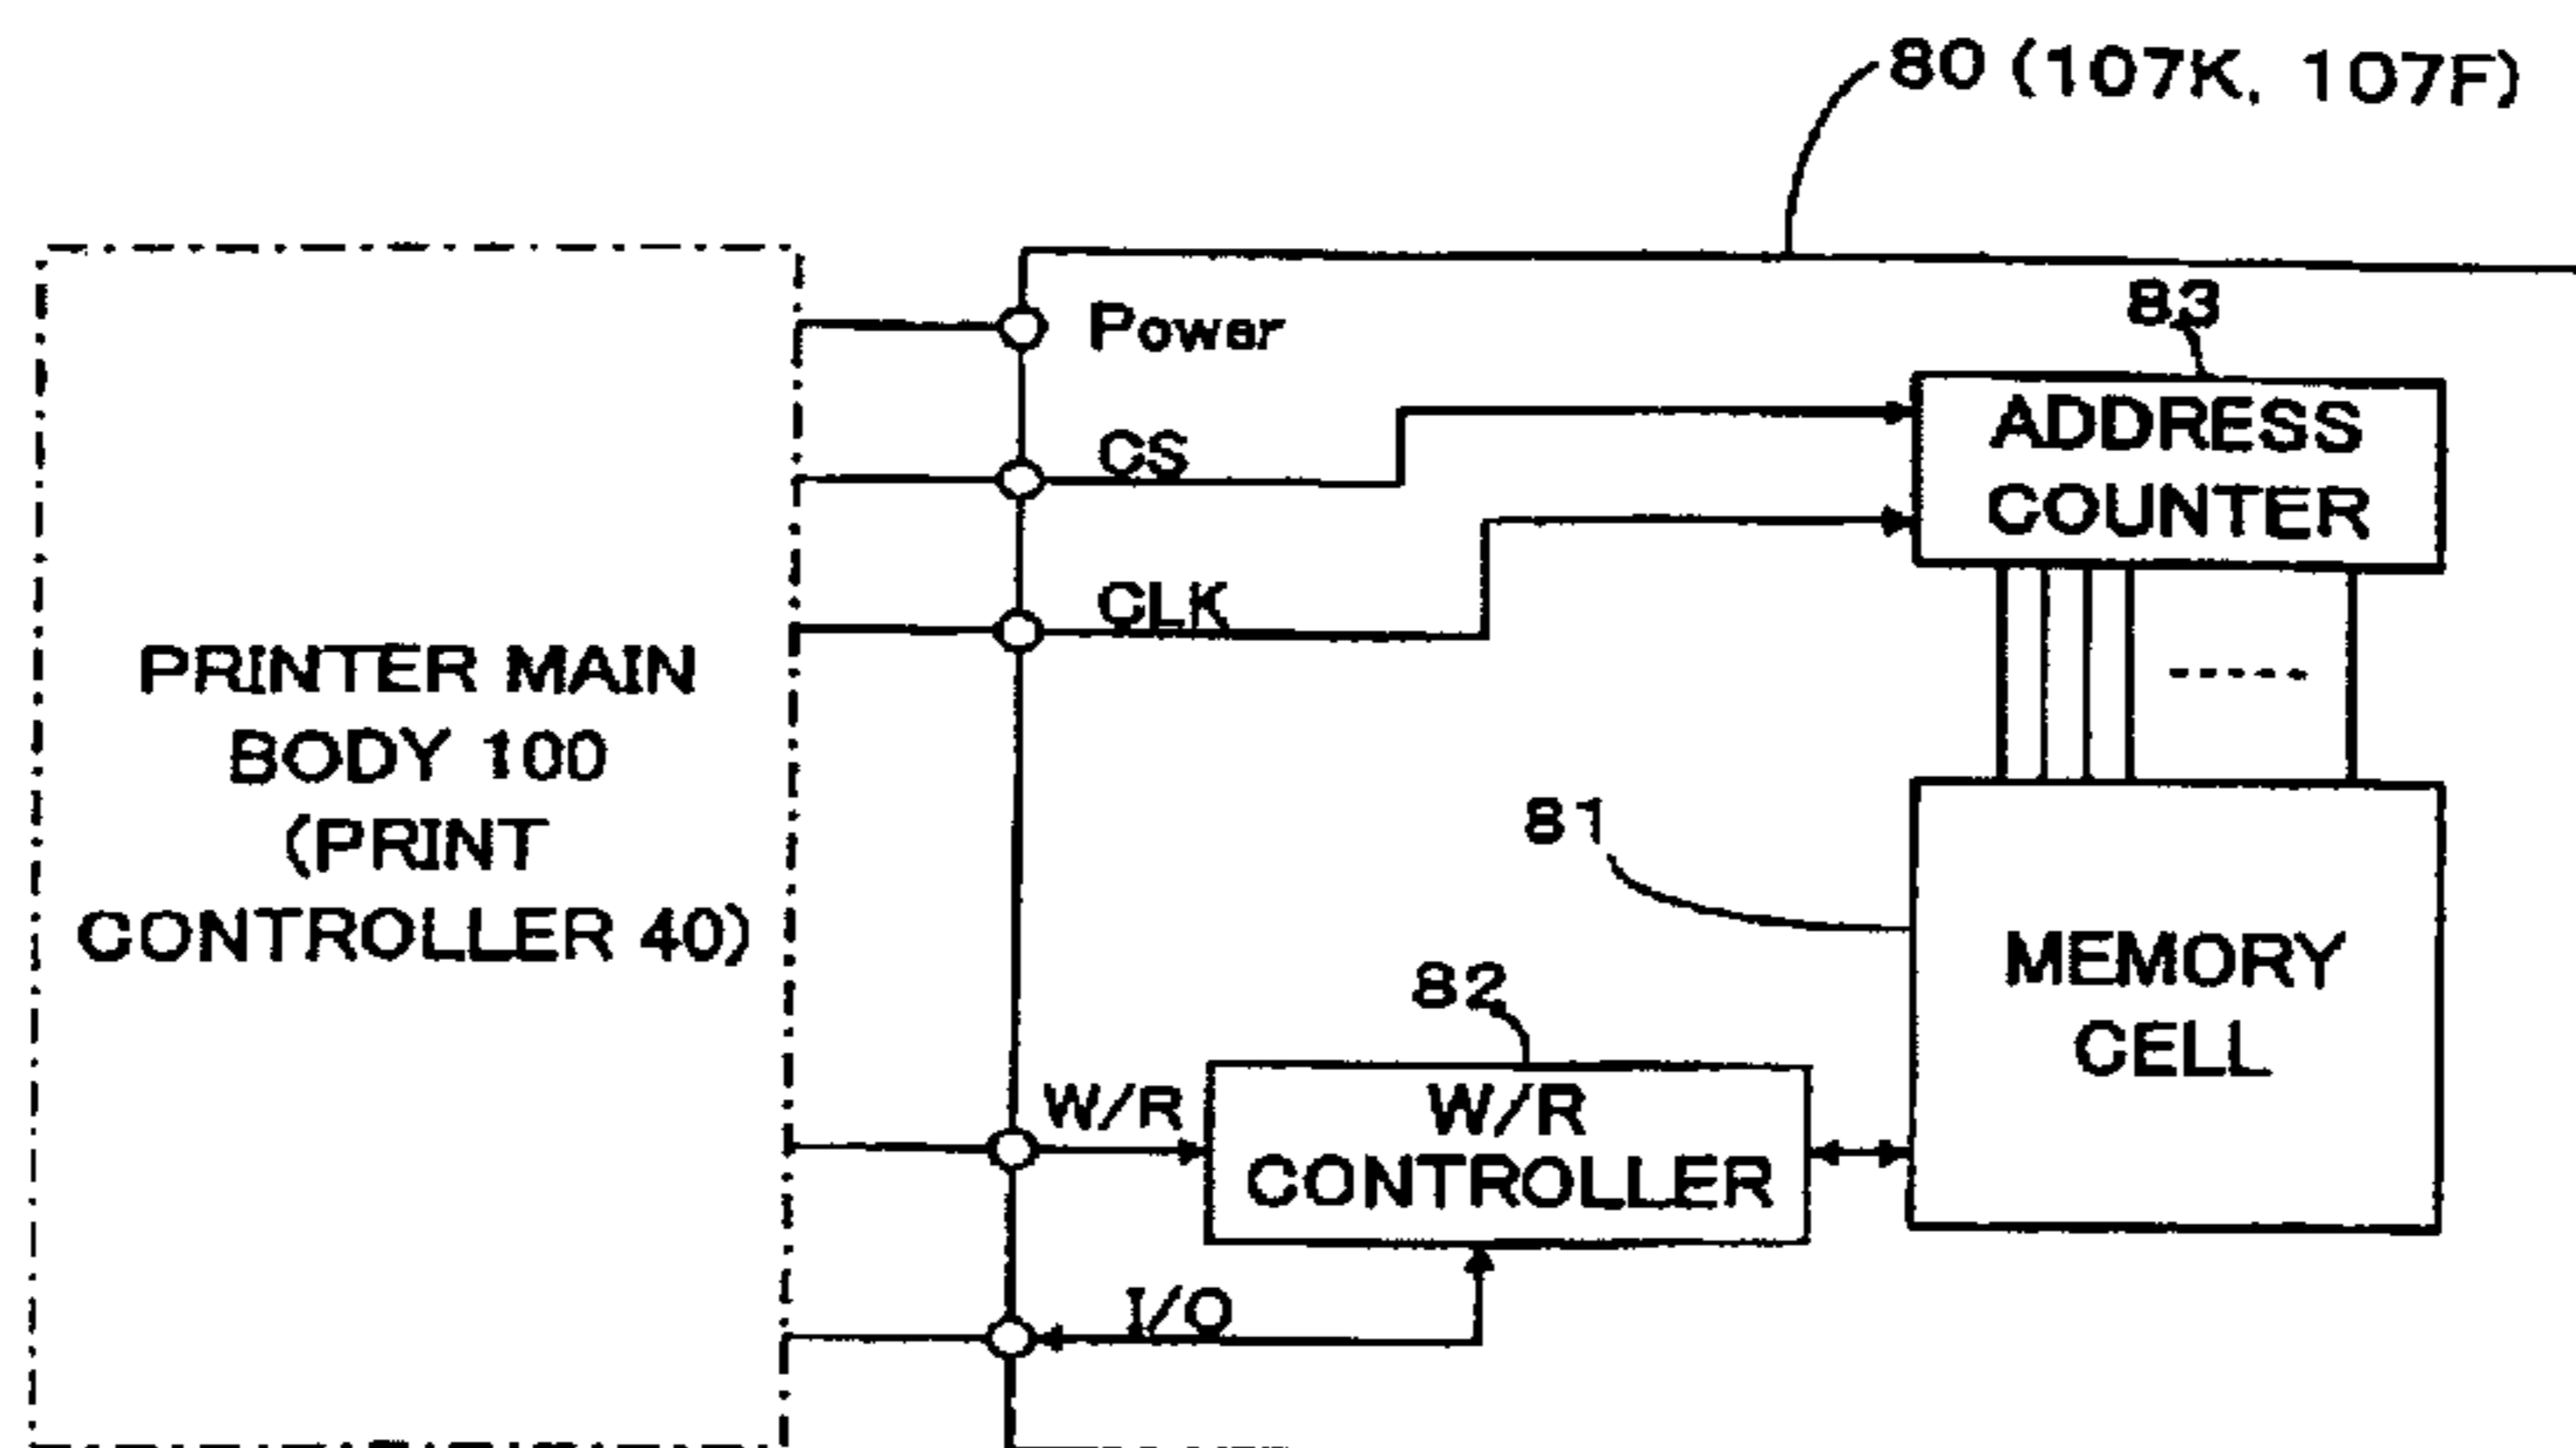 80 (107K, 107F)
83
Power
ADDRESS
COUNTER
CS
CLK
PRINTER MAIN
BODY 100
(PRINT
CONTROLLER 40)
81
MEMORY
CELL
82
W/R
W/R
CONTROLLER
I/O